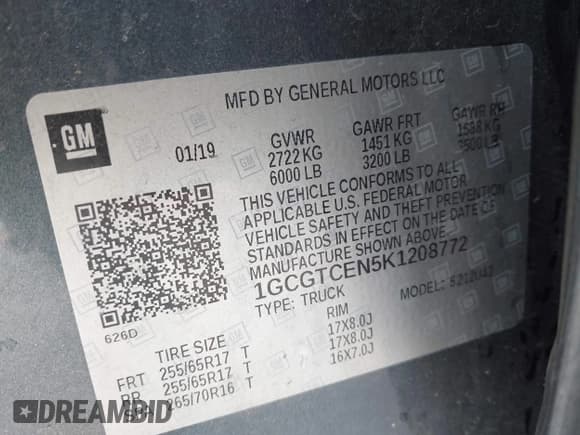 MFD BY GENERAL MOTORS LLC
GM
01/19
GVWR
2722 KG
6000 LB
GAWR FRT
1451 KG
3200 LB
GAWR RR
1588 KG
3500 LB
THIS VEHICLE CONFORMS TO ALL
APPLICABLE U.S. FEDERAL MOTOR
VEHICLE SAFETY AND THEFT PREVENTION
STANDARDS IN EFFECT ON THE DATE OF
MANUFACTURE SHOWN ABOVE.
1GCGTCEN5K1208772
TYPE: TRUCK
MODEL:
626D
TIRE SIZE
RIM
FRT 255/65R17 T 17X8.0J
RR 255/65R17 T 17X8.0J
265/70R16 T 16X7.0J
DREAMBID